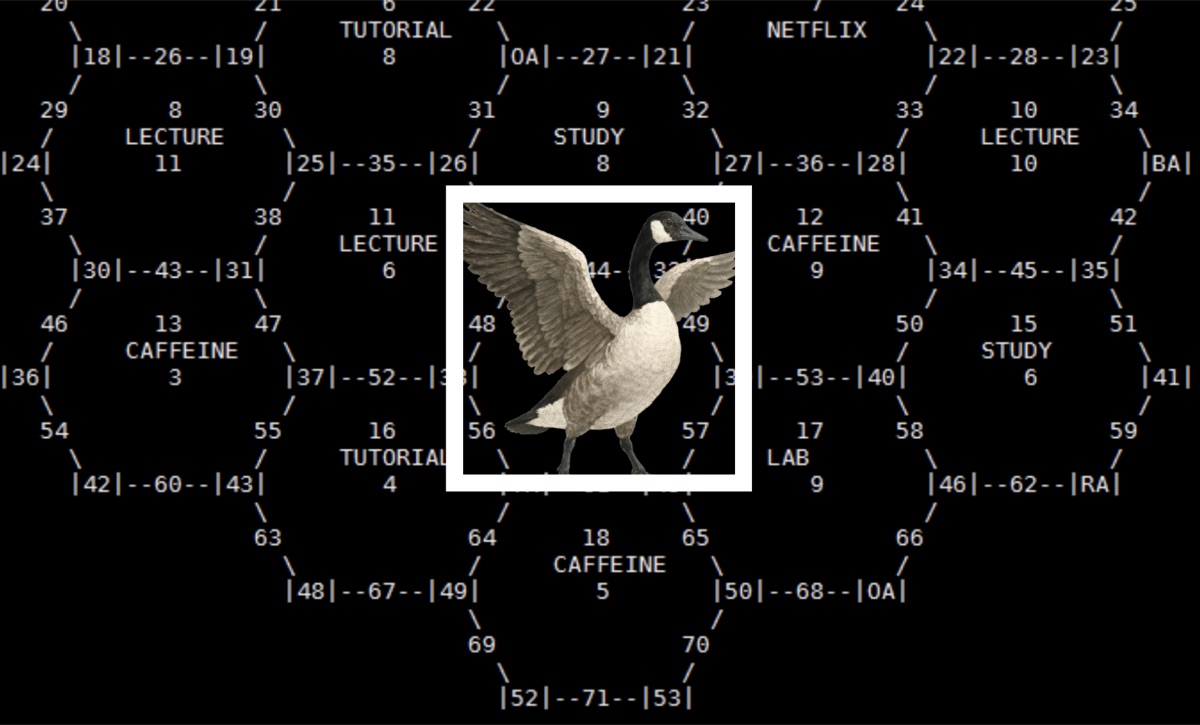 20 21 6 22 23 7 24 25
\ / TUTORIAL \ / NETFLIX \ /
|18|--26--|19| 8 |OA|--27--|21| |22|--28--|23|
/ \ / \ / \
29 8 30 31 9 32 33 10 34
/ LECTURE \ / STUDY \ / LECTURE \
|24| 11 |25|--35--|26| 8 |27|--36--|28| 10 |BA|
\ / \ /
37 38 11 40 12 41 42
\ / LECTURE CAFFEINE \ /
|30|--43--|31| 6 44- 9 |34|--45--|35|
/ \ / / \
46 13 47 48 49 50 15 51
/ CAFFEINE \ / \ / STUDY \
|36| 3 |37|--52--| |--53--|40| 6 |41|
\ / \ / \ /
54 55 16 56 57 17 58 59
\ / TUTORIAL \ / LAB \ /
|42|--60--|43| 4 9 |46|--62--|RA|
\ / \ /
63 64 18 65 66
\ / CAFFEINE \ /
|48|--67--|49| 5 |50|--68--|OA|
\ /
69 70
\ /
|52|--71--|53|